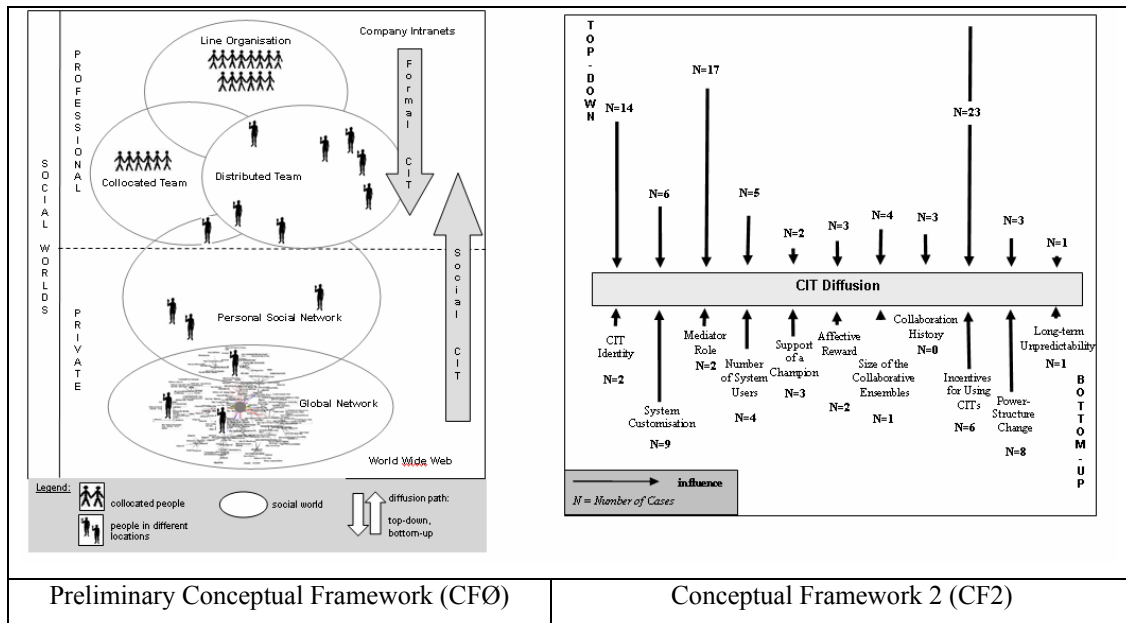 Line Organisation
Company Intranets
PROFESSIONAL
Formal CIT
Collocated Team
Distributed Team
SOCIAL WORLDS
PRIVATE
Personal Social Network
Social CIT
Global Network
World Wide Web
Legend:
collocated people
people in different
locations
social world
diffusion path:
top-down,
bottom-up
TOP-DOWN
N=14
N=6
N=17
N=5
N=2
N=3
N=4
N=3
N=23
N=3
N=1
CIT Diffusion
CIT
Identity
N=2
System
Customisation
N=9
Mediator
Role
N=2
Number
of System
Users
N=4
Support
of a
Champion
N=3
Affective
Reward
N=2
Size of the
Collaborative
Ensembles
N=1
Collaboration
History
N=0
Incentives
for Using
CITs
N=6
Power-
Structure
Change
N=8
Long-term
Unpredictability
N=1
BOTTOM-UP
influence
N = Number of Cases
Preliminary Conceptual Framework (CFØ)
Conceptual Framework 2 (CF2)